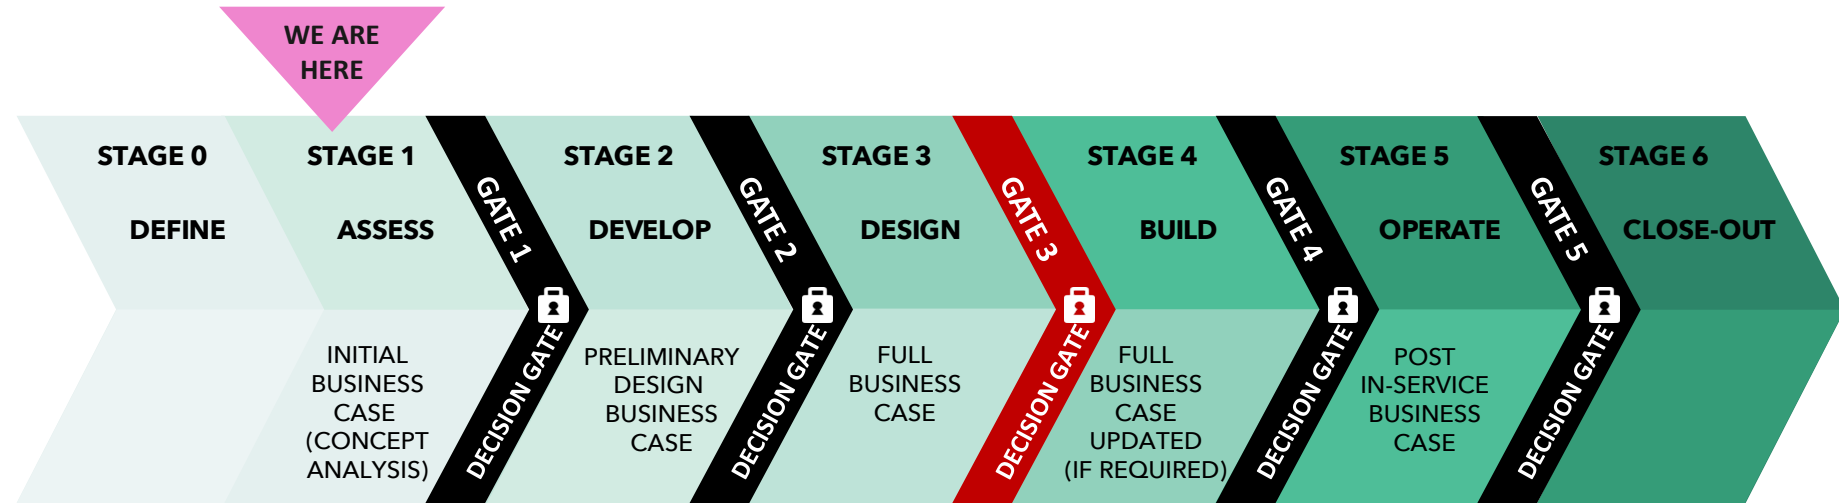 WE ARE
HERE
STAGE 0
DEFINE
STAGE 1
ASSESS
INITIAL
BUSINESS
CASE
(CONCEPT
ANALYSIS)
GATE 1
DECISION GATE
STAGE 2
DEVELOP
PRELIMINARY
DESIGN
BUSINESS
CASE
GATE 2
DECISION GATE
STAGE 3
DESIGN
FULL
BUSINESS
CASE
GATE 3
DECISION GATE
STAGE 4
BUILD
FULL
BUSINESS
CASE
UPDATED
(IF REQUIRED)
GATE 4
DECISION GATE
STAGE 5
OPERATE
POST
IN-SERVICE
BUSINESS
CASE
GATE 5
DECISION GATE
STAGE 6
CLOSE-OUT